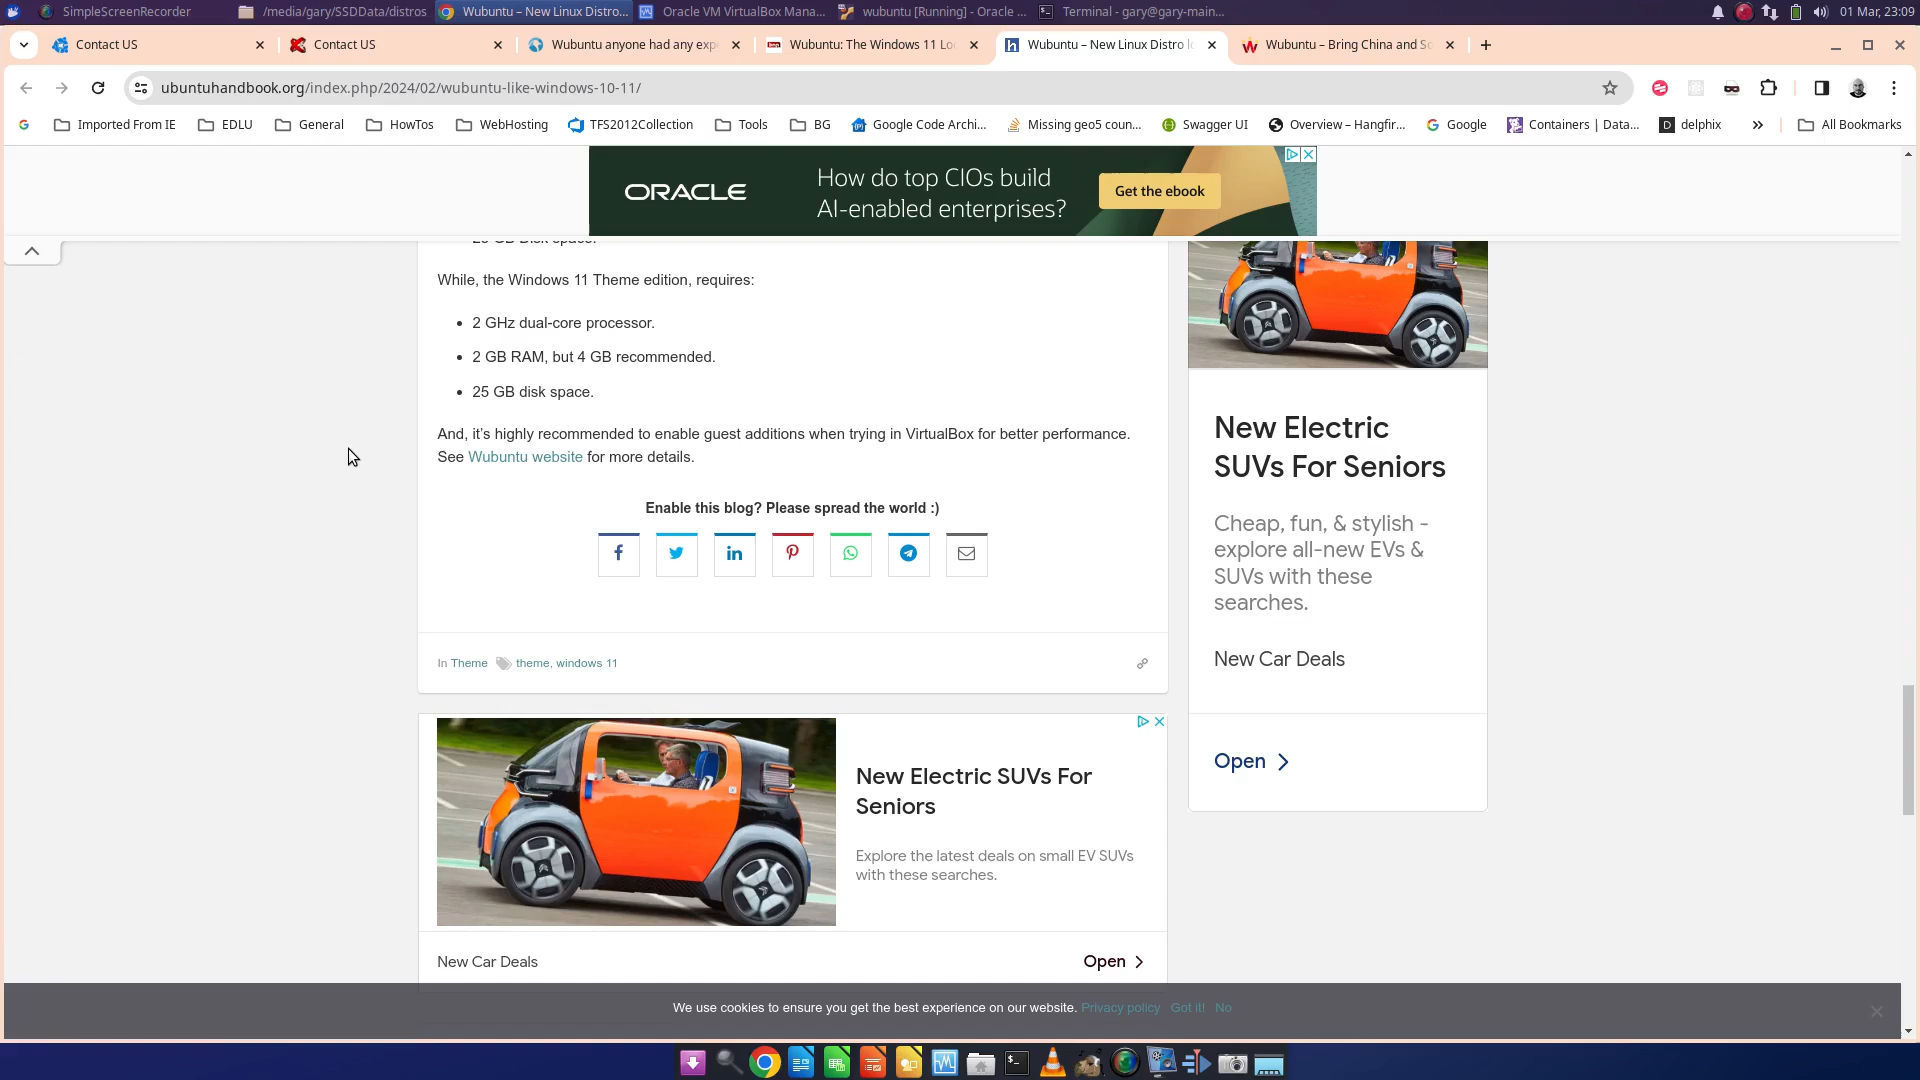 SimpleScreenRecorder
/media/gary/SSDData/distros
Wubuntu – New Linux Distro...
Oracle VM VirtualBox Mana...
wubuntu [Running] - Oracle ...
Terminal - gary@gary-main...
01 Mar, 23:09
Contact US
Contact US
Wubuntu anyone had any exp
Wubuntu: The Windows 11 Lo
Wubuntu – New Linux Distro lo
Wubuntu – Bring China and So
ubuntuhandbook.org/index.php/2024/02/wubuntu-like-windows-10-11/
Imported From IE
EDLU
General
HowTos
WebHosting
TFS2012Collection
Tools
BG
Google Code Archi...
Missing geo5 coun...
Swagger UI
Overview – Hangfir...
Google
Containers | Data...
delphix
All Bookmarks
ORACLE
How do top CIOs build
AI-enabled enterprises?
Get the ebook
While, the Windows 11 Theme edition, requires:
• 2 GHz dual-core processor.
• 2 GB RAM, but 4 GB recommended.
• 25 GB disk space.
And, it's highly recommended to enable guest additions when trying in VirtualBox for better performance.
See Wubuntu website for more details.
Enable this blog? Please spread the world :)
In Theme theme, windows 11
New Electric
SUVs For Seniors
Cheap, fun, & stylish -
explore all-new EVs &
SUVs with these
searches.
New Car Deals
Open
New Electric SUVs For
Seniors
Explore the latest deals on small EV SUVs
with these searches.
New Car Deals
Open
We use cookies to ensure you get the best experience on our website. Privacy policy Got it! No